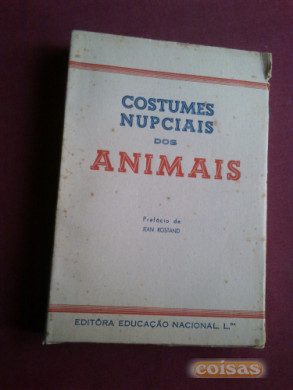 COSTUMES
NUPCIAIS
DOS
ANIMAIS
Prefácio de
JEAN ROSTAND
EDITÔRA EDUCAÇÃO NACIONAL, L.da
coisas